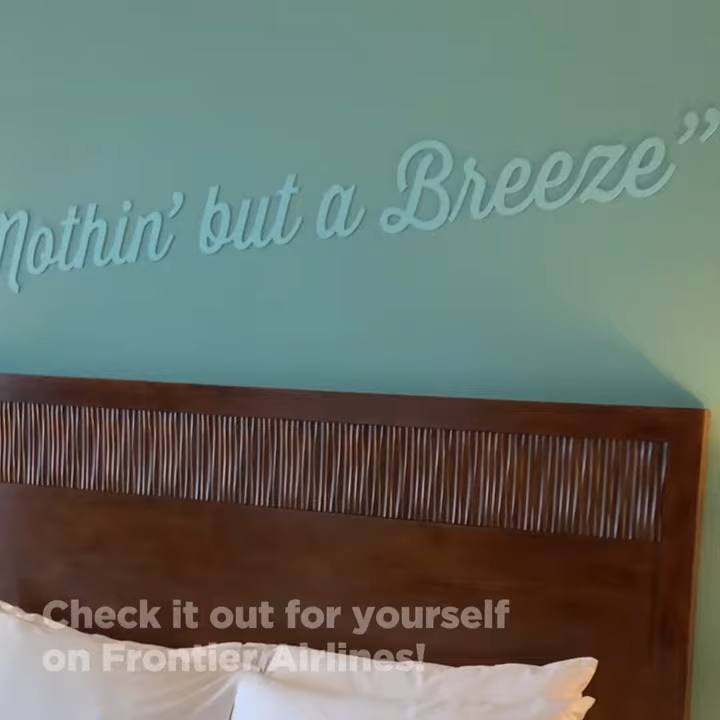 Nothin' but a Breeze"
Check it out for yourself
on Frontier Airlines!